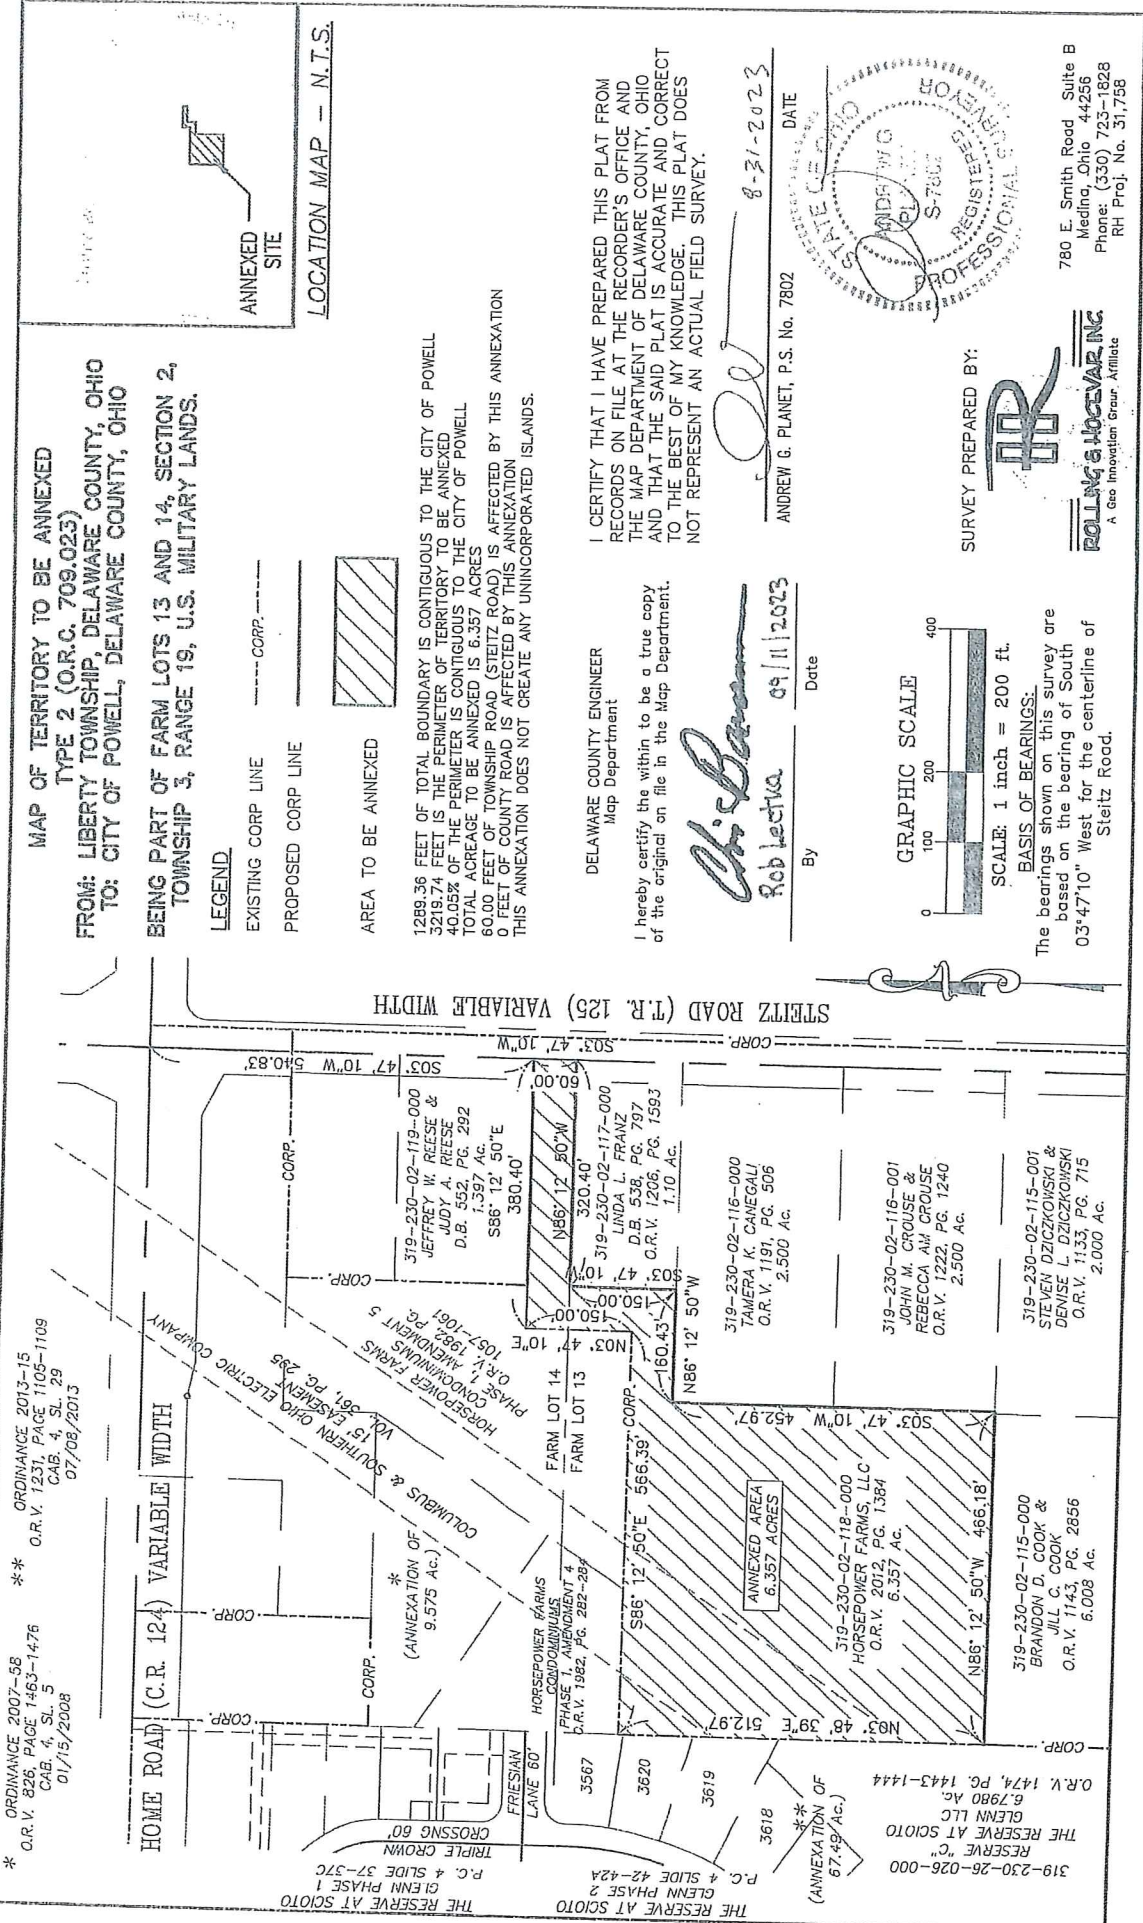 MAP OF TERRITORY TO BE ANNEXED
TYPE 2 (O.R.C. 709.023)
FROM: LIBERTY TOWNSHIP, DELAWARE COUNTY, OHIO
TO: CITY OF POWELL, DELAWARE COUNTY, OHIO
BEING PART OF FARM LOTS 13 AND 14, SECTION 2,
TOWNSHIP 3, RANGE 19, U.S. MILITARY LANDS.
LEGEND
EXISTING CORP LINE
CORP.
PROPOSED CORP LINE
AREA TO BE ANNEXED
1289.36 FEET OF TOTAL BOUNDARY IS CONTIGUOUS TO THE CITY OF POWELL
3219.74 FEET IS THE PERIMETER OF TERRITORY TO BE ANNEXED
40.05% OF THE PERIMETER IS CONTIGUOUS TO THE CITY OF POWELL
TOTAL ACREAGE TO BE ANNEXED IS 6.357 ACRES
60.00 FEET OF TOWNSHIP ROAD (STEITZ ROAD) IS AFFECTED BY THIS ANNEXATION
0 FEET OF COUNTY ROAD IS AFFECTED BY THIS ANNEXATION
THIS ANNEXATION DOES NOT CREATE ANY UNINCORPORATED ISLANDS.
ANNEXED
SITE
LOCATION MAP - N.T.S.
DELAWARE COUNTY ENGINEER
Map Department
I hereby certify the within to be a true copy
of the original on file in the Map Department.
Chris Bauserman
Rob Lectka 09/11/2023
By
Date
I CERTIFY THAT I HAVE PREPARED THIS PLAT FROM
RECORDS ON FILE AT THE RECORDER'S OFFICE AND
THE MAP DEPARTMENT OF DELAWARE COUNTY, OHIO
AND THAT THE SAID PLAT IS ACCURATE AND CORRECT
TO THE BEST OF MY KNOWLEDGE. THIS PLAT DOES
NOT REPRESENT AN ACTUAL FIELD SURVEY.
8-31-2023
ANDREW G. PLANET, P.S. No. 7802
DATE
STATE OF OHIO
ANDREW G
S-7802
REGISTERED
PROFESSIONAL SURVEYOR
GRAPHIC SCALE
0 100 200 400
SCALE: 1 inch = 200 ft.
BASIS OF BEARINGS:
The bearings shown on this survey are
based on the bearing of South
03°47'10" West for the centerline of
Steitz Road.
SURVEY PREPARED BY:
ROLLING & HOCEVAR, INC.
A Geo Innovation Group Affiliate
780 E. Smith Road Suite B
Medina, Ohio 44256
Phone: (330) 723-1828
RH Proj. No. 31,758
* ORDINANCE 2007-58
O.R.V. 826, PAGE 1463-1476
CAB. 4, SL. 5
01/15/2008
** ORDINANCE 2013-15
O.R.V. 1231, PAGE 1105-1109
CAB. 4, SL. 29
07/08/2013
HOME ROAD (C.R. 124) VARIABLE WIDTH
STEITZ ROAD (T.R. 125) VARIABLE WIDTH
CORP.
S03° 47' 10"W 540.83'
CORP.
CORP.
CORP.
CORP.
CORP.
COLUMBUS & SOUTHERN OHIO ELECTRIC COMPANY
15' EASEMENT
VOL. 361, PG. 295
HORSEPOWER FARMS
CONDOMINIUMS
PHASE 1, AMENDMENT 5
O.R.V. 1982, PG.
1057-1061
319-230-02-119-000
JEFFREY W. REESE &
JUDY A. REESE
D.B. 552, PG. 292
1.397 Ac.
S86° 12' 50"E
380.40'
S03° 47' 10"W
60.00'
N86° 12' 50"W
320.40'
319-230-02-117-000
LINDA L. FRANZ
D.B. 538, PG. 797
O.R.V. 1206, PG. 1593
1.10 Ac.
S03° 47' 10"W
150.00'
150.00'
N03° 47' 10"E
160.43'
N86° 12' 50"W
319-230-02-116-000
TAMERA K. CANEGALI
O.R.V. 1191, PG. 506
2.500 Ac.
319-230-02-116-001
JOHN M. CROUSE &
REBECCA AM CROUSE
O.R.V. 1222, PG. 1240
2.500 Ac.
319-230-02-115-001
STEVEN DZICZKOWSKI &
DENISE L. DZICZKOWSKI
O.R.V. 1133, PG. 715
2.000 Ac.
* (ANNEXATION OF
9.575 Ac.)
FARM LOT 14
FARM LOT 13
S86° 12' 50"E 566.39'
CORP.
S03° 47' 10"W 452.97
ANNEXED AREA
6.357 ACRES
319-230-02-118-000
HORSEPOWER FARMS, LLC
O.R.V. 2012, P.G. 1384
6.357 Ac.
N03° 48' 39"E 512.97
N86° 12' 50"W 466.18'
319-230-02-115-000
BRANDON D. COOK &
JILL C. COOK
O.R.V. 1143, PG. 2856
6.008 Ac.
CORP.
HORSEPOWER FARMS
CONDOMINIUMS
PHASE 1, AMENDMENT 4
O.R.V. 1982, PG. 282-284
FRIESIAN
LANE 60'
TRIPLE CROWN
CROSSNG 60'
3567
3620
3619
3618
** (ANNEXATION OF
67.49 Ac.)
THE RESERVE AT SCIOTO
GLENN PHASE 1
P.C. 4 SLIDE 37-37C
THE RESERVE AT SCIOTO
GLENN PHASE 2
P.C. 4 SLIDE 42-42A
319-230-26-026-000
RESERVE "C"
THE RESERVE AT SCIOTO
GLENN LLC
6.7980 Ac.
O.R.V. 1474, PG. 1443-1444